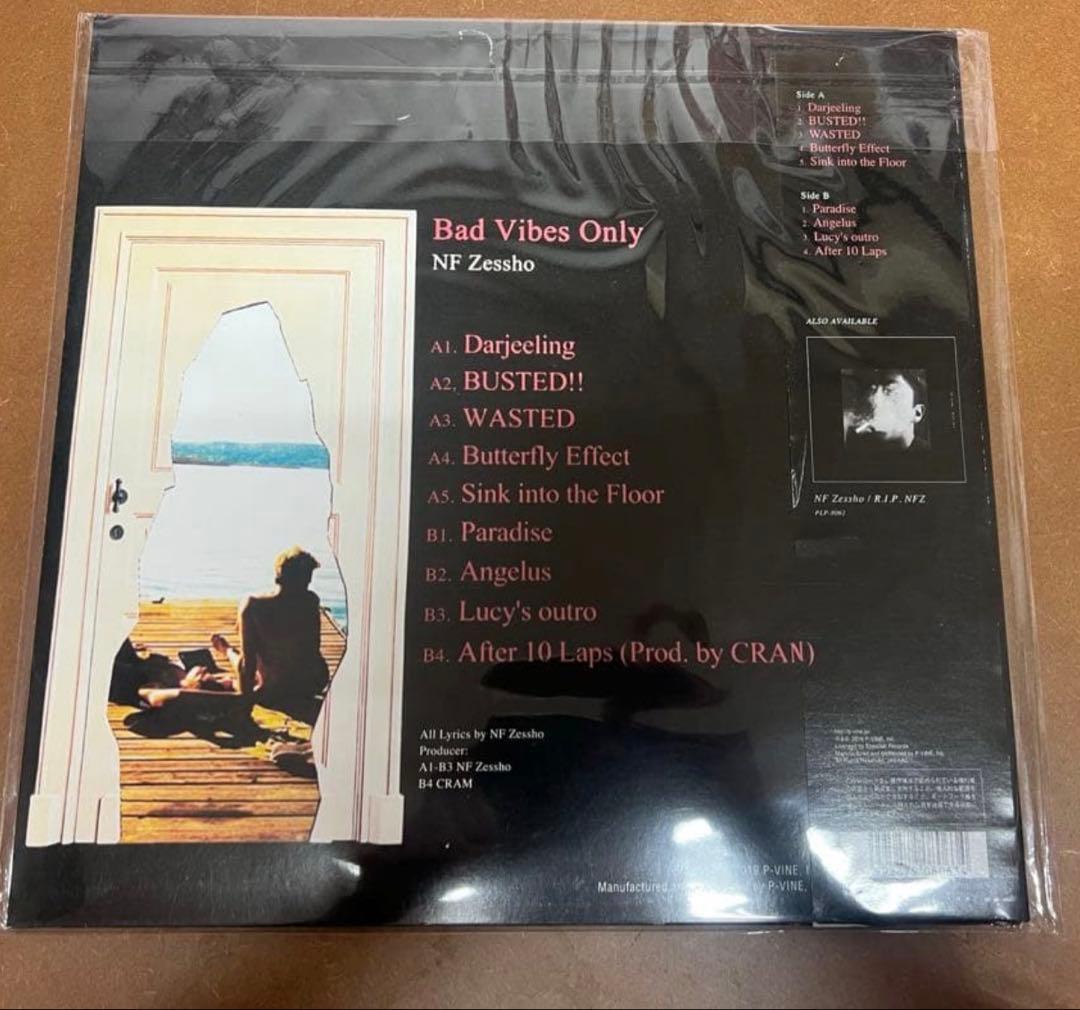 Bad Vibes Only
NF Zessho
A1. Darjeeling
A2. BUSTED!!
A3. WASTED
A4. Butterfly Effect
A5. Sink into the Floor
B1. Paradise
B2. Angelus
B3. Lucy's outro
B4. After 10 Laps (Prod. by CRAN)
All Lyrics by NF Zessho
Producer:
A1-B3 NF Zessho
B4 CRAM
P-VINE,
Manufactured by P-VINE,
Side A
1. Darjeeling
2. BUSTED!!
3. WASTED
4. Butterfly Effect
5. Sink into the Floor
Side B
1. Paradise
2. Angelus
3. Lucy's outro
4. After 10 Laps
ALSO AVAILABLE
NF Zessho / R.I.P. NFZ